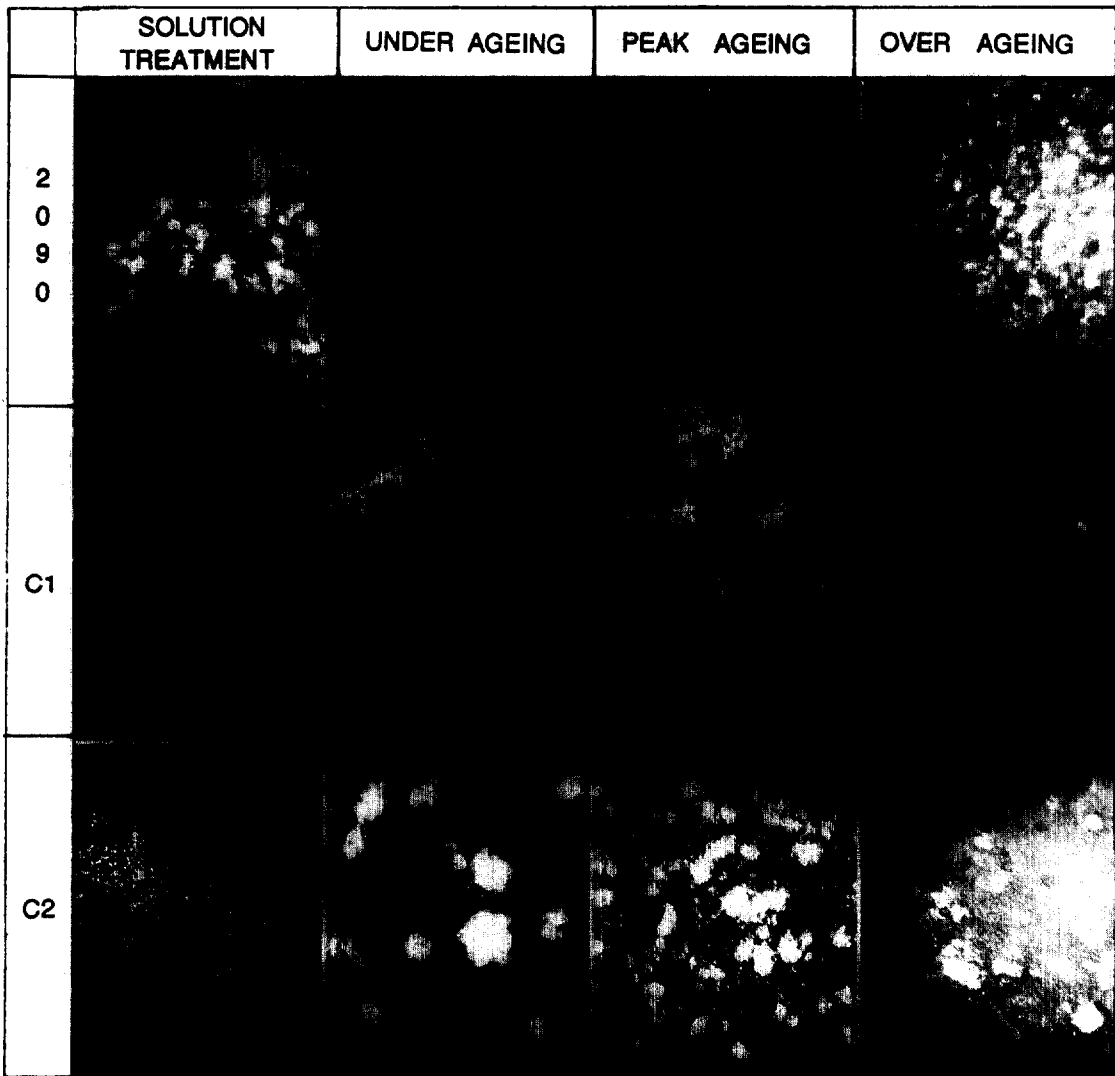 SOLUTION
TREATMENT
UNDER AGEING
PEAK AGEING
OVER AGEING
2
0
9
0
C1
C2